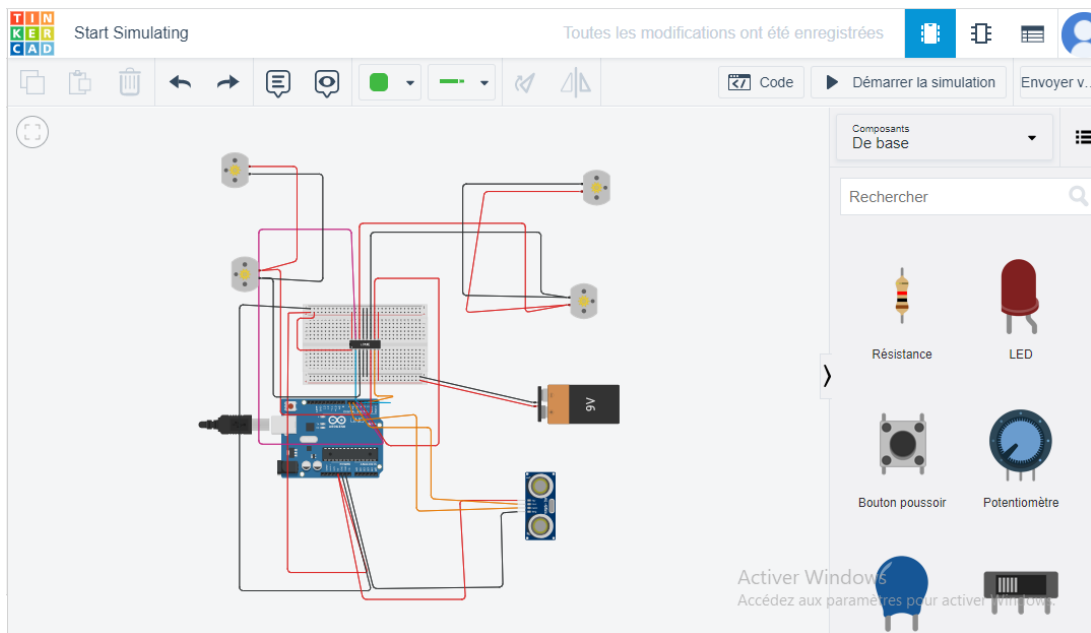 TIN
KER
CAD
Start Simulating
Toutes les modifications ont été enregistrées
Code
Démarrer la simulation
Envoyer v...
Composants
De base
Rechercher
Résistance
LED
9V
Bouton poussoir
Potentiomètre
Activer Windows
Accédez aux paramètres pour activer Windows.